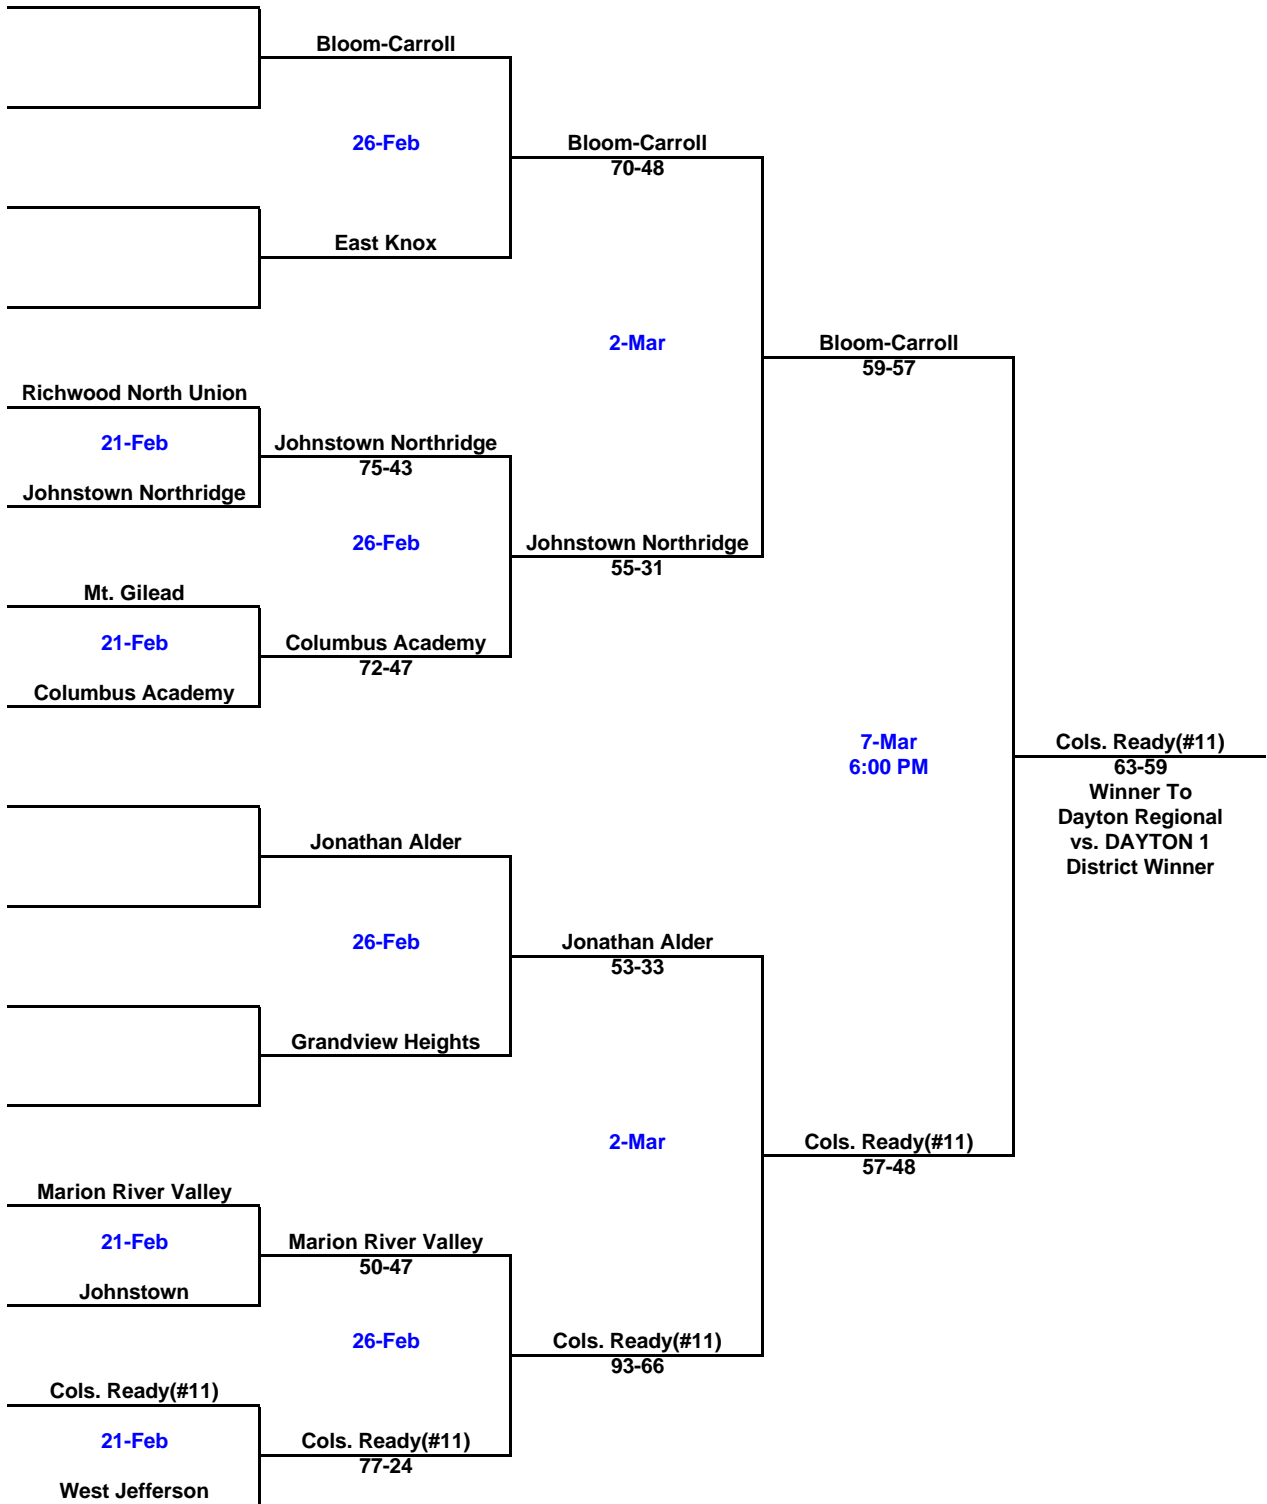 Bloom-Carroll
26-Feb
Bloom-Carroll
70-48
East Knox
2-Mar
Bloom-Carroll
59-57
Richwood North Union
21-Feb
Johnstown Northridge
Johnstown Northridge
75-43
26-Feb
Johnstown Northridge
55-31
Mt. Gilead
21-Feb
Columbus Academy
Columbus Academy
72-47
7-Mar
6:00 PM
Cols. Ready(#11)
63-59
Winner To
Dayton Regional
vs. DAYTON 1
District Winner
Jonathan Alder
26-Feb
Jonathan Alder
53-33
Grandview Heights
2-Mar
Cols. Ready(#11)
57-48
Marion River Valley
21-Feb
Johnstown
Marion River Valley
50-47
26-Feb
Cols. Ready(#11)
93-66
Cols. Ready(#11)
21-Feb
West Jefferson
Cols. Ready(#11)
77-24